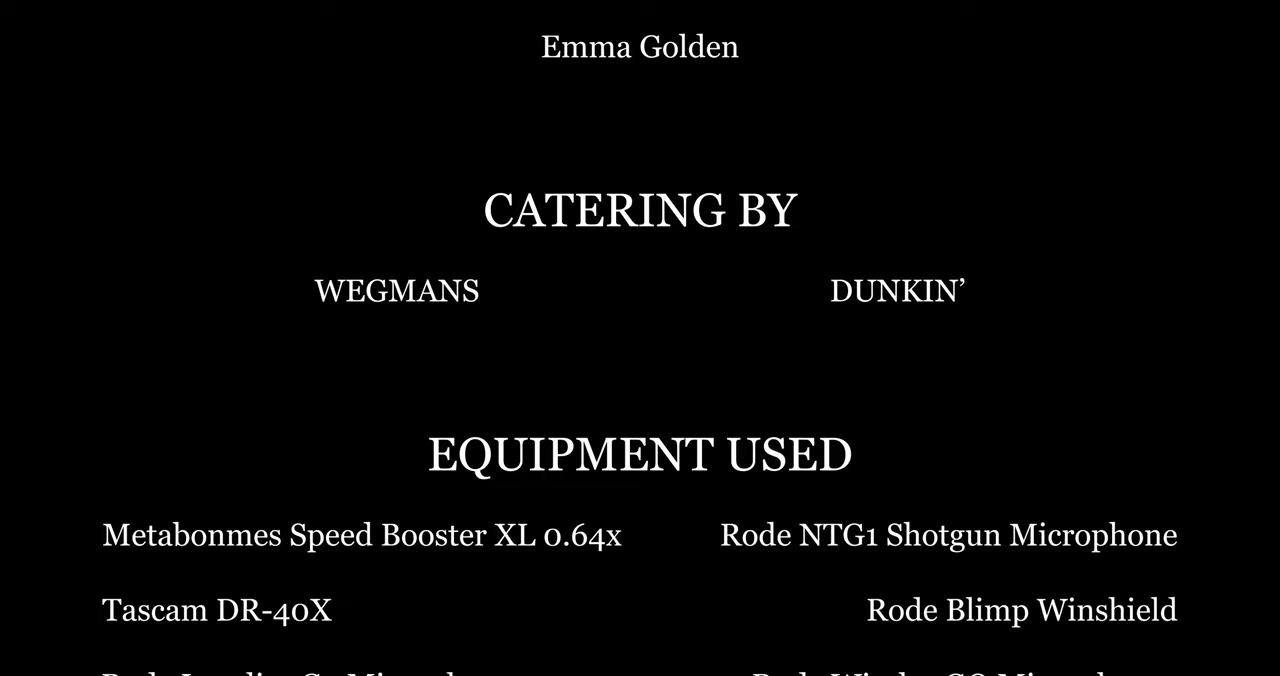 Emma Golden
CATERING BY
WEGMANS DUNKIN’
EQUIPMENT USED
Metabonmes Speed Booster XL 0.64x Rode NTG1 Shotgun Microphone
Tascam DR-40X Rode Blimp Winshield